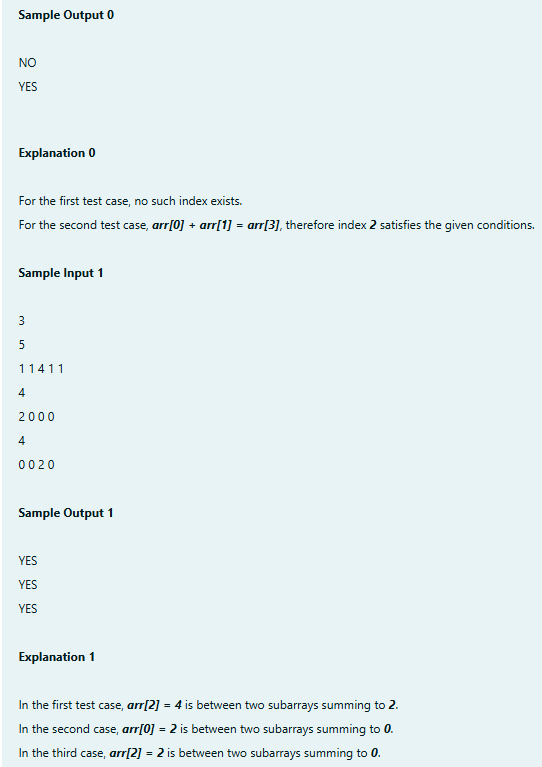 Sample Output 0
NO
YES
Explanation 0
For the first test case, no such index exists.
For the second test case, arr[0] + arr[1] = arr[3], therefore index 2 satisfies the given conditions.
Sample Input 1
3
5
1 1 4 1 1
4
2 0 0 0
4
0 0 2 0
Sample Output 1
YES
YES
YES
Explanation 1
In the first test case, arr[2] = 4 is between two subarrays summing to 2.
In the second case, arr[0] = 2 is between two subarrays summing to 0.
In the third case, arr[2] = 2 is between two subarrays summing to 0.